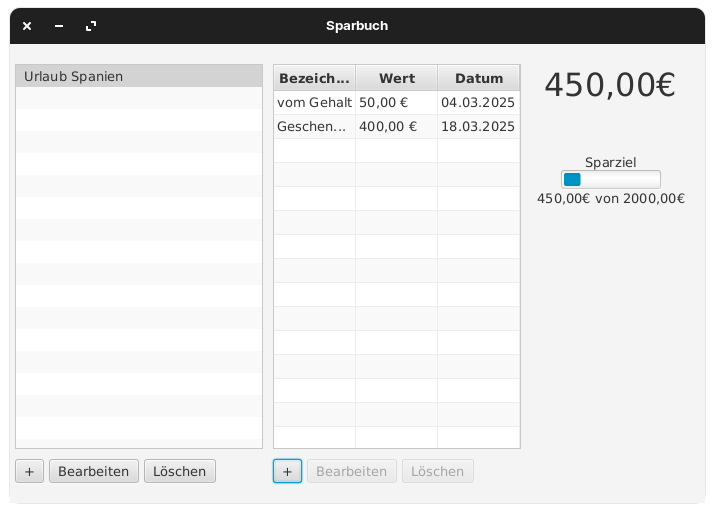 Sparbuch
Urlaub Spanien
Bezeich... Wert Datum
vom Gehalt 50,00 € 04.03.2025
Geschen... 400,00 € 18.03.2025
450,00€
Sparziel
450,00€ von 2000,00€
+ Bearbeiten Löschen
+ Bearbeiten Löschen